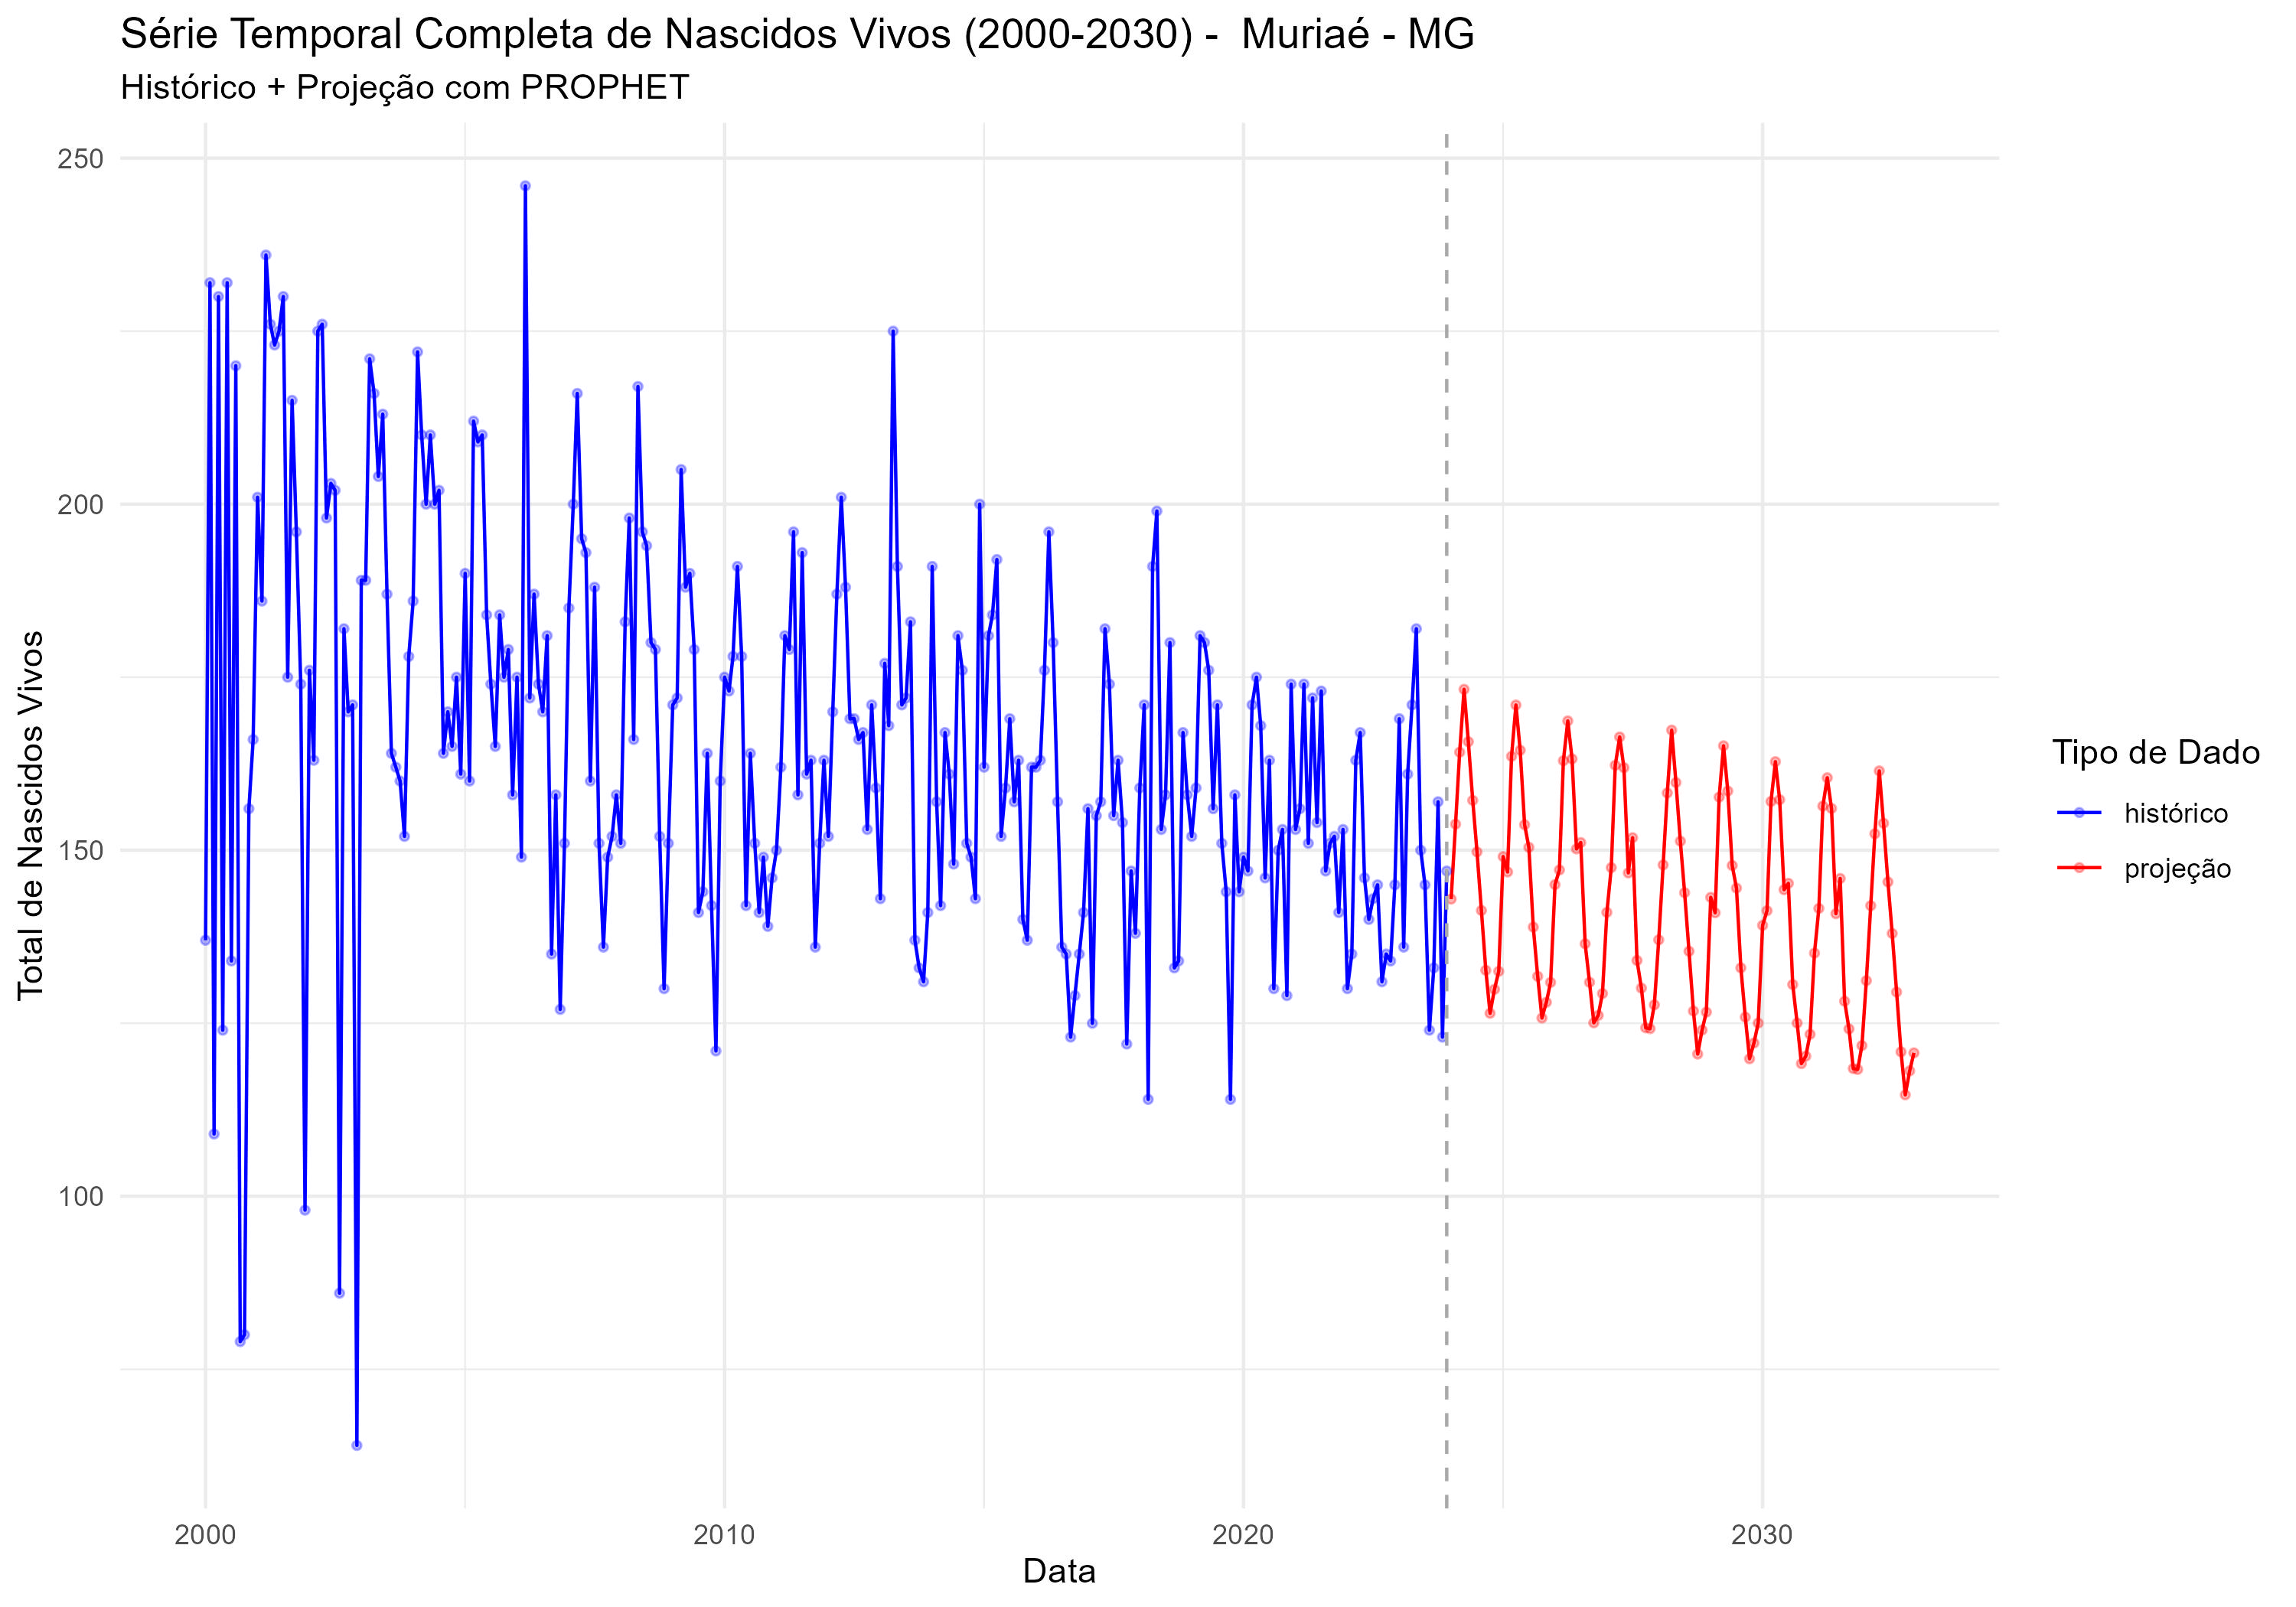 Série Temporal Completa de Nascidos Vivos (2000-2030) -  Muriaé - MG
Histórico + Projeção com PROPHET
250
200
150
100
Total de Nascidos Vivos
2000
2010
2020
2030
Data
Tipo de Dado
histórico
projeção